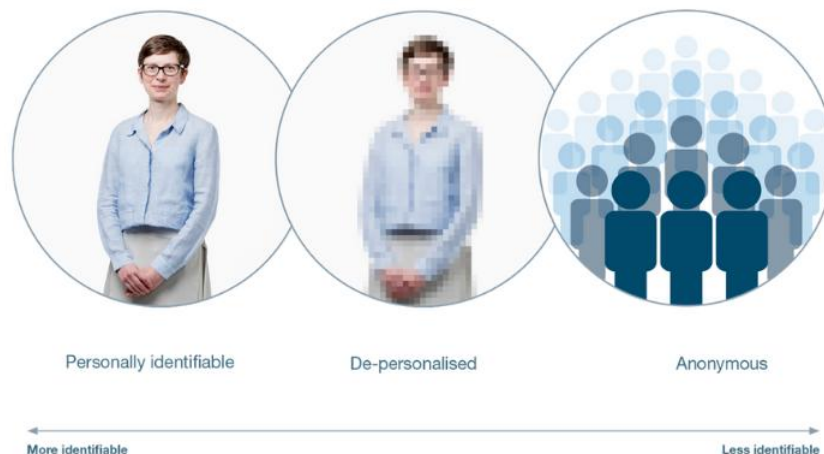 Personally identifiable
De-personalised
Anonymous
More identifiable
Less identifiable